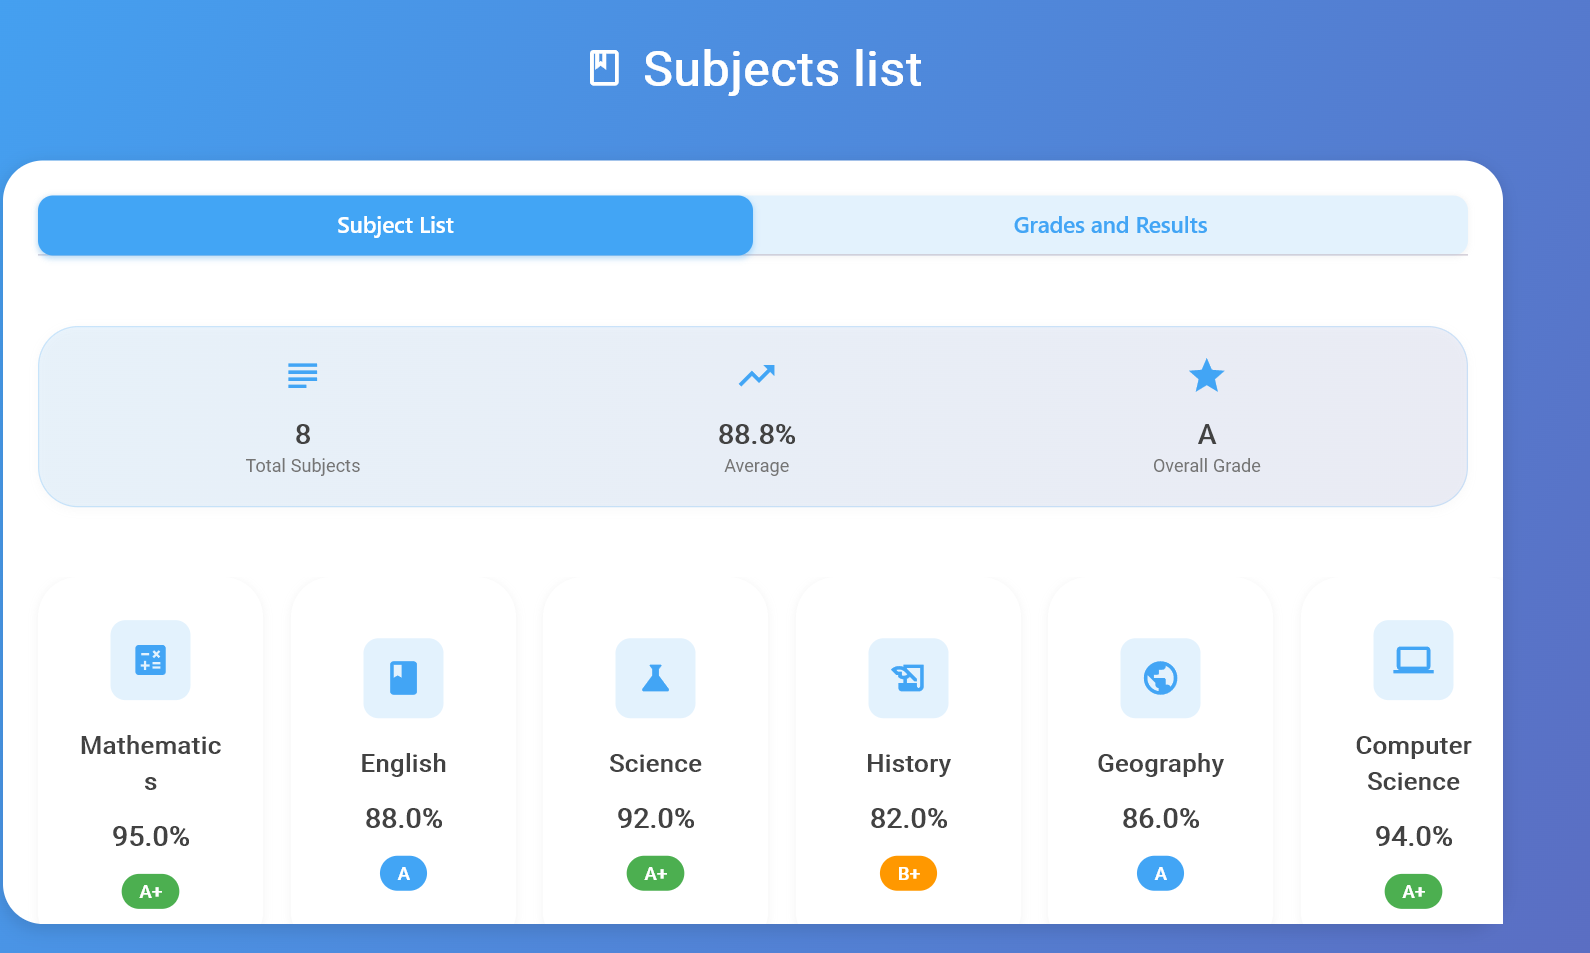 Subjects list
Subject List
Grades and Results
8
Total Subjects
88.8%
Average
A
Overall Grade
Mathematic
s
95.0%
A+
English
88.0%
A
Science
92.0%
A+
History
82.0%
B+
Geography
86.0%
A
Computer
Science
94.0%
A+